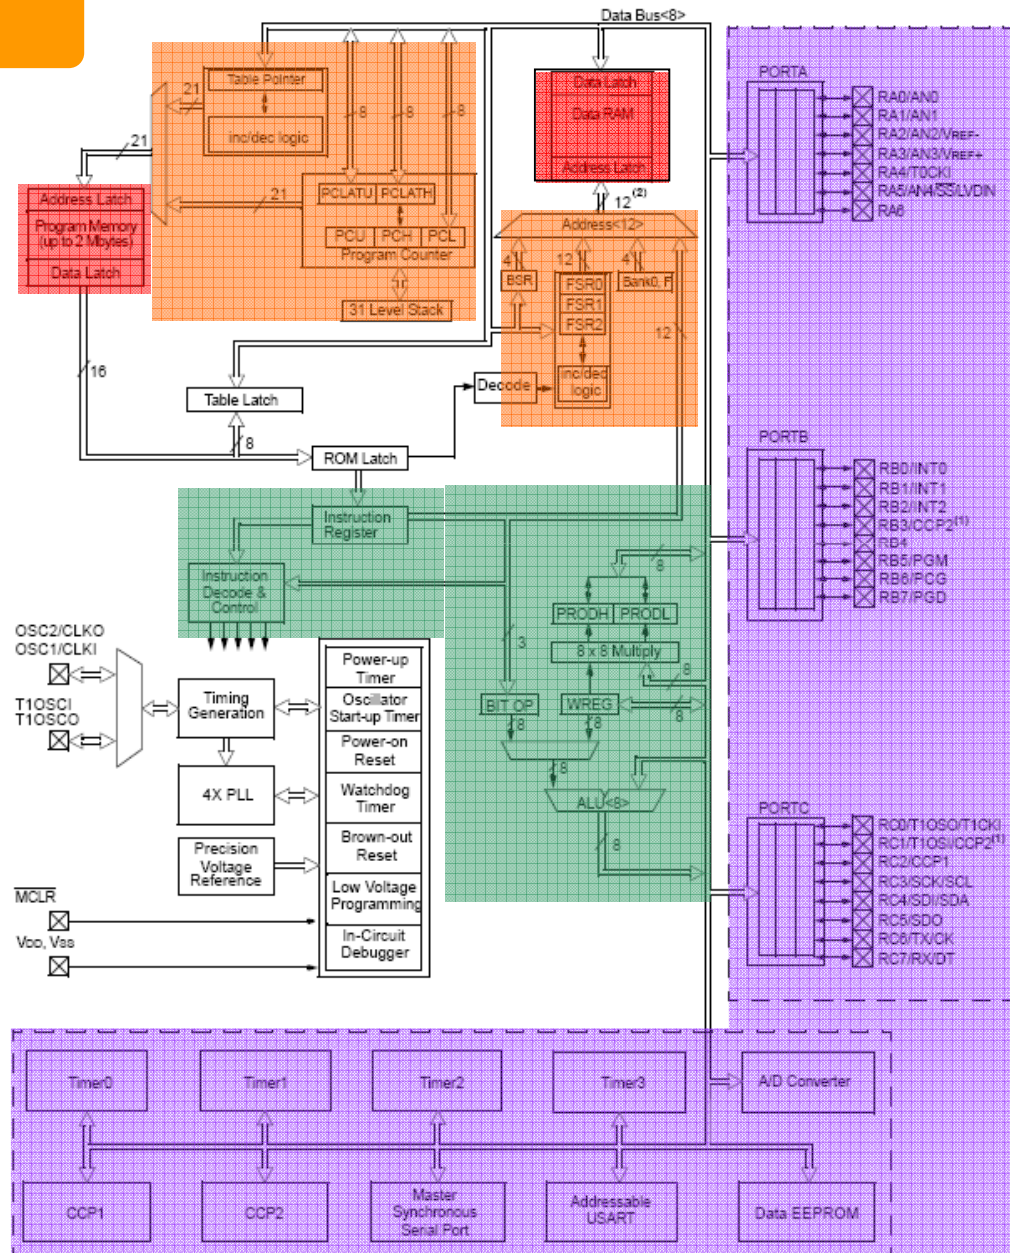 Data Bus<8>
Table Pointer
inc/dec logic
21
21
8
8
8
21
PCLATU PCLATH
PCU PCH PCL
Program Counter
31 Level Stack
Address Latch
Program Memory
(up to 2 Mbytes)
Data Latch
Data Latch
Data RAM
Address Latch
12(2)
Address<12>
4
12
4
BSR
FSR0
FSR1
FSR2
Bank0, F
12
inc/dec
logic
16
Decode
Table Latch
8
ROM Latch
Instruction
Register
Instruction
Decode &
Control
8
PRODH PRODL
3
8 x 8 Multiply
8
BIT OP
WREG
8
8
8
8
ALU<8>
8
OSC2/CLKO
OSC1/CLKI
T1OSCI
T1OSCO
Timing
Generation
4X PLL
Precision
Voltage
Reference
MCLR
VDD, VSS
Power-up
Timer
Oscillator
Start-up Timer
Power-on
Reset
Watchdog
Timer
Brown-out
Reset
Low Voltage
Programming
In-Circuit
Debugger
PORTA
RA0/AN0
RA1/AN1
RA2/AN2/VREF-
RA3/AN3/VREF+
RA4/T0CKI
RA5/AN4/SS/LVDIN
RA6
PORTB
RB0/INT0
RB1/INT1
RB2/INT2
RB3/CCP2(1)
RB4
RB5/PGM
RB6/PCG
RB7/PGD
PORTC
RC0/T1OSO/T1CKI
RC1/T1OSI/CCP2(1)
RC2/CCP1
RC3/SCK/SCL
RC4/SDI/SDA
RC5/SDO
RC6/TX/CK
RC7/RX/DT
Timer0
Timer1
Timer2
Timer3
A/D Converter
CCP1
CCP2
Master
Synchronous
Serial Port
Addressable
USART
Data EEPROM